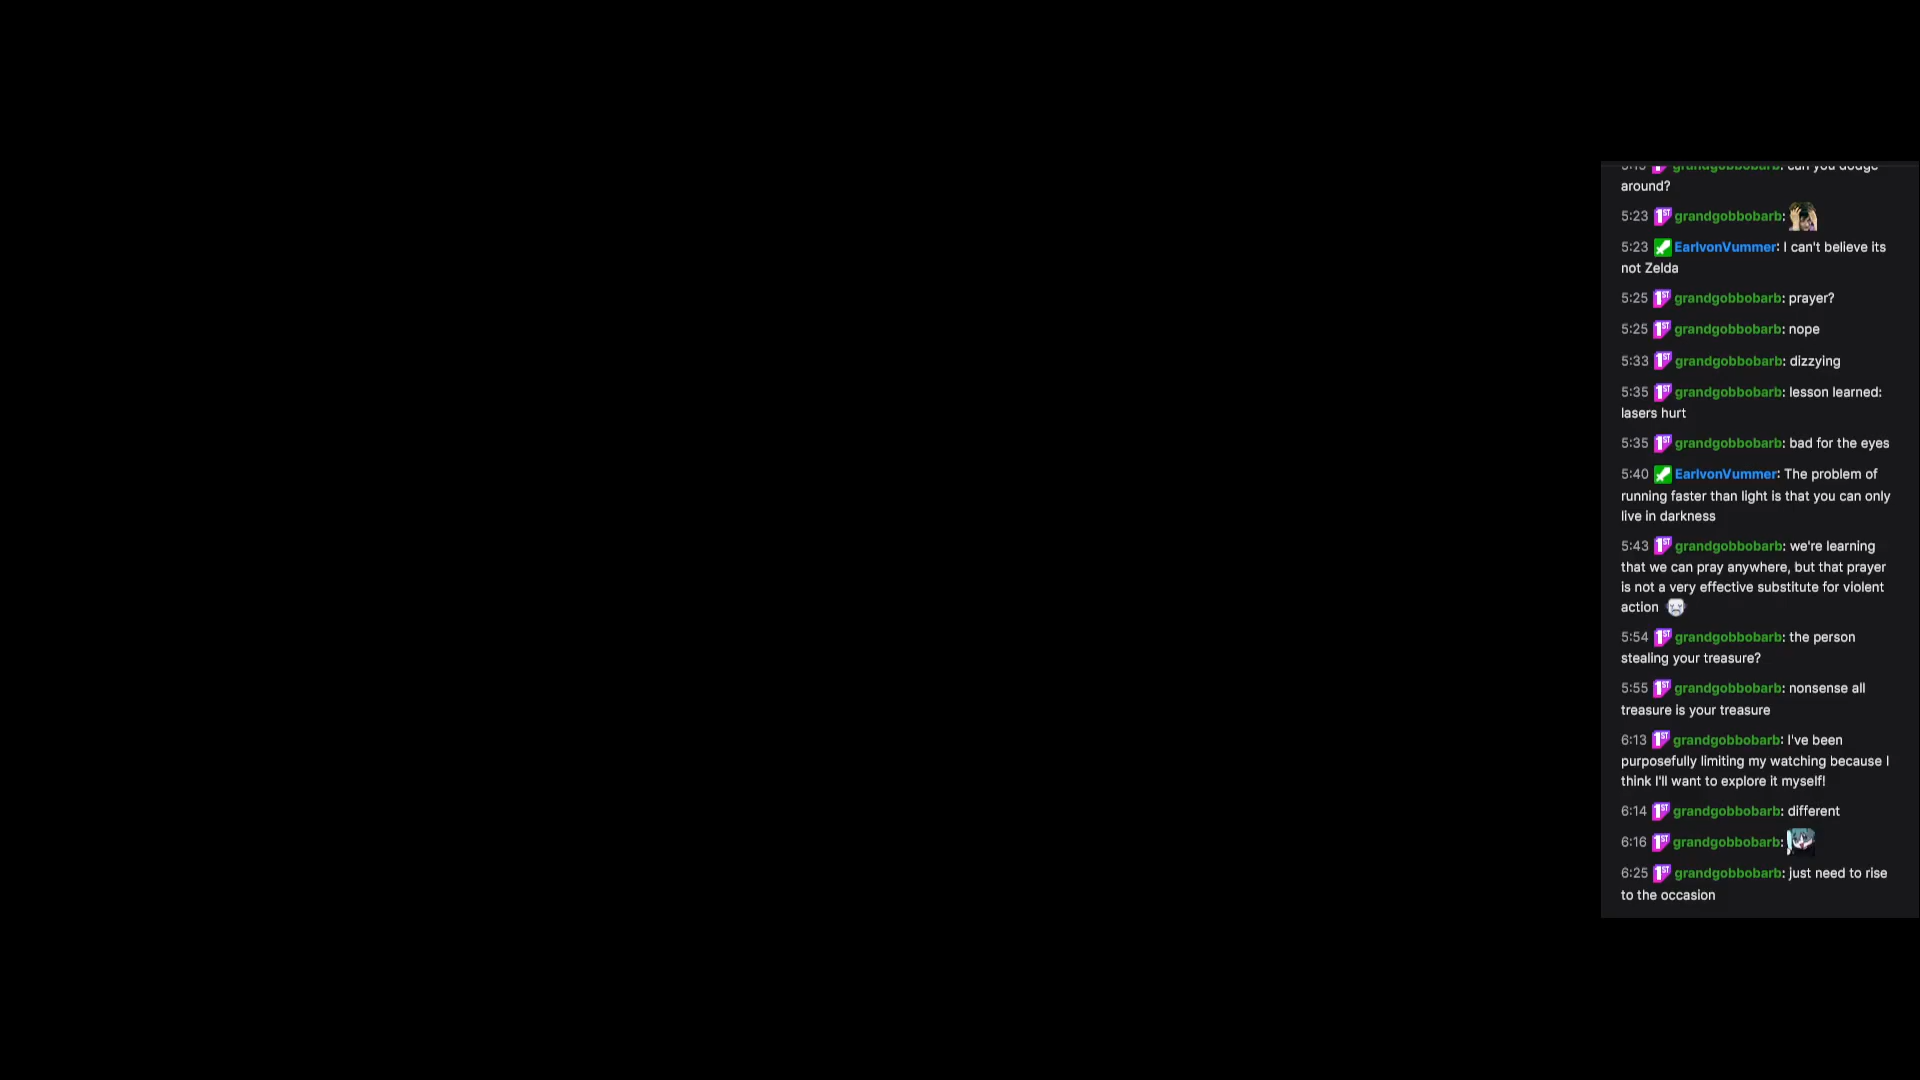 5:15 grandgobbobarb: can you dodge
around?
5:23 grandgobbobarb:
5:23 EarlvonVummer: I can't believe its
not Zelda
5:25 grandgobbobarb: prayer?
5:25 grandgobbobarb: nope
5:33 grandgobbobarb: dizzying
5:35 grandgobbobarb: lesson learned:
lasers hurt
5:35 grandgobbobarb: bad for the eyes
5:40 EarlvonVummer: The problem of
running faster than light is that you can only
live in darkness
5:43 grandgobbobarb: we're learning
that we can pray anywhere, but that prayer
is not a very effective substitute for violent
action
5:54 grandgobbobarb: the person
stealing your treasure?
5:55 grandgobbobarb: nonsense all
treasure is your treasure
6:13 grandgobbobarb: I've been
purposefully limiting my watching because I
think I'll want to explore it myself!
6:14 grandgobbobarb: different
6:16 grandgobbobarb:
6:25 grandgobbobarb: just need to rise
to the occasion